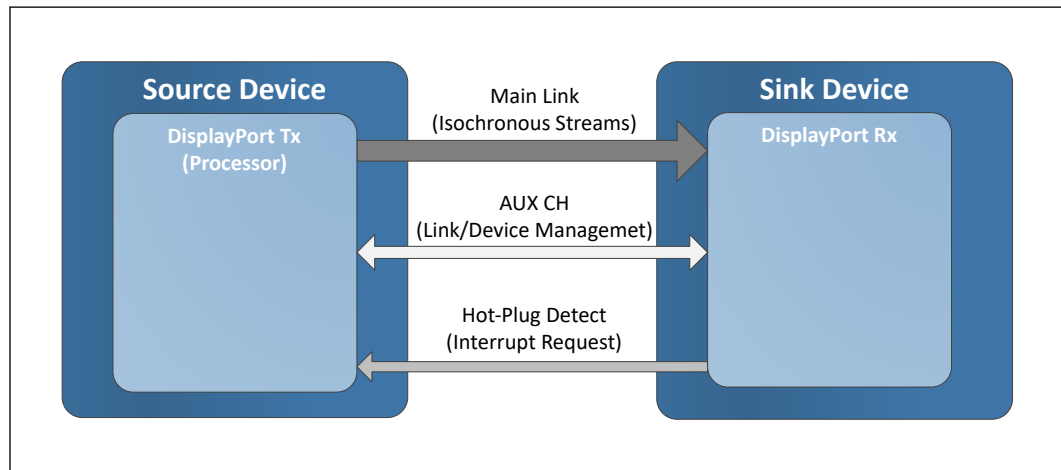 Source Device
DisplayPort Tx
(Processor)
Main Link
(Isochronous Streams)
AUX CH
(Link/Device Managemet)
Hot-Plug Detect
(Interrupt Request)
Sink Device
DisplayPort Rx